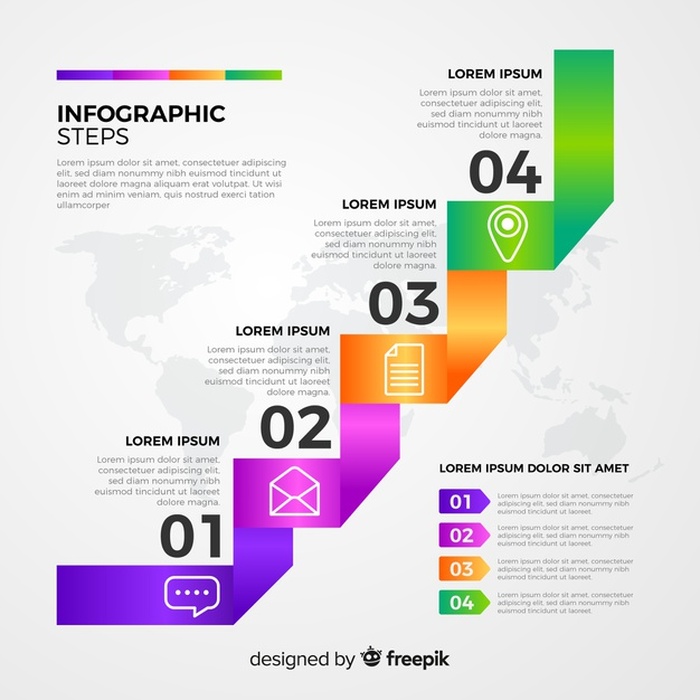 INFOGRAPHIC
STEPS
Lorem ipsum dolor sit amet, consectetuer adipiscing
elit, sed diam nonummy nibh euismod tincidunt ut
laoreet dolore magna aliquam erat volutpat. Ut wisi
enim ad minim veniam, quis nostrud exerci tation
ullamcorper
LOREM IPSUM
Lorem ipsum dolor sit amet,
consectetuer adipiscing elit,
sed diam nonummy nibh
euismod tincidunt ut
laoreet dolore
magna.
01
LOREM IPSUM
Lorem ipsum dolor sit amet,
consectetuer adipiscing elit,
sed diam nonummy nibh
euismod tincidunt ut
laoreet dolore magna.
02
LOREM IPSUM
Lorem ipsum dolor sit amet,
consectetuer adipiscing elit,
sed diam nonummy nibh
euismod tincidunt ut
laoreet dolore magna.
03
LOREM IPSUM
Lorem ipsum dolor sit amet,
consectetuer adipiscing elit,
sed diam nonummy nibh
euismod tincidunt ut laoreet
dolore magna.
04
LOREM IPSUM DOLOR SIT AMET
01
Lorem ipsum dolor sit amet, consectetuer
adipiscing elit, sed diam nonummy nibh
euismod tincidunt ut laoreet dolore
02
Lorem ipsum dolor sit amet, consectetuer
adipiscing elit, sed diam nonummy nibh
euismod tincidunt ut laoreet dolore
03
Lorem ipsum dolor sit amet, consectetuer
adipiscing elit, sed diam nonummy nibh
euismod tincidunt ut laoreet dolore
04
Lorem ipsum dolor sit amet, consectetuer
adipiscing elit, sed diam nonummy nibh
euismod tincidunt ut laoreet dolore
designed by freepik